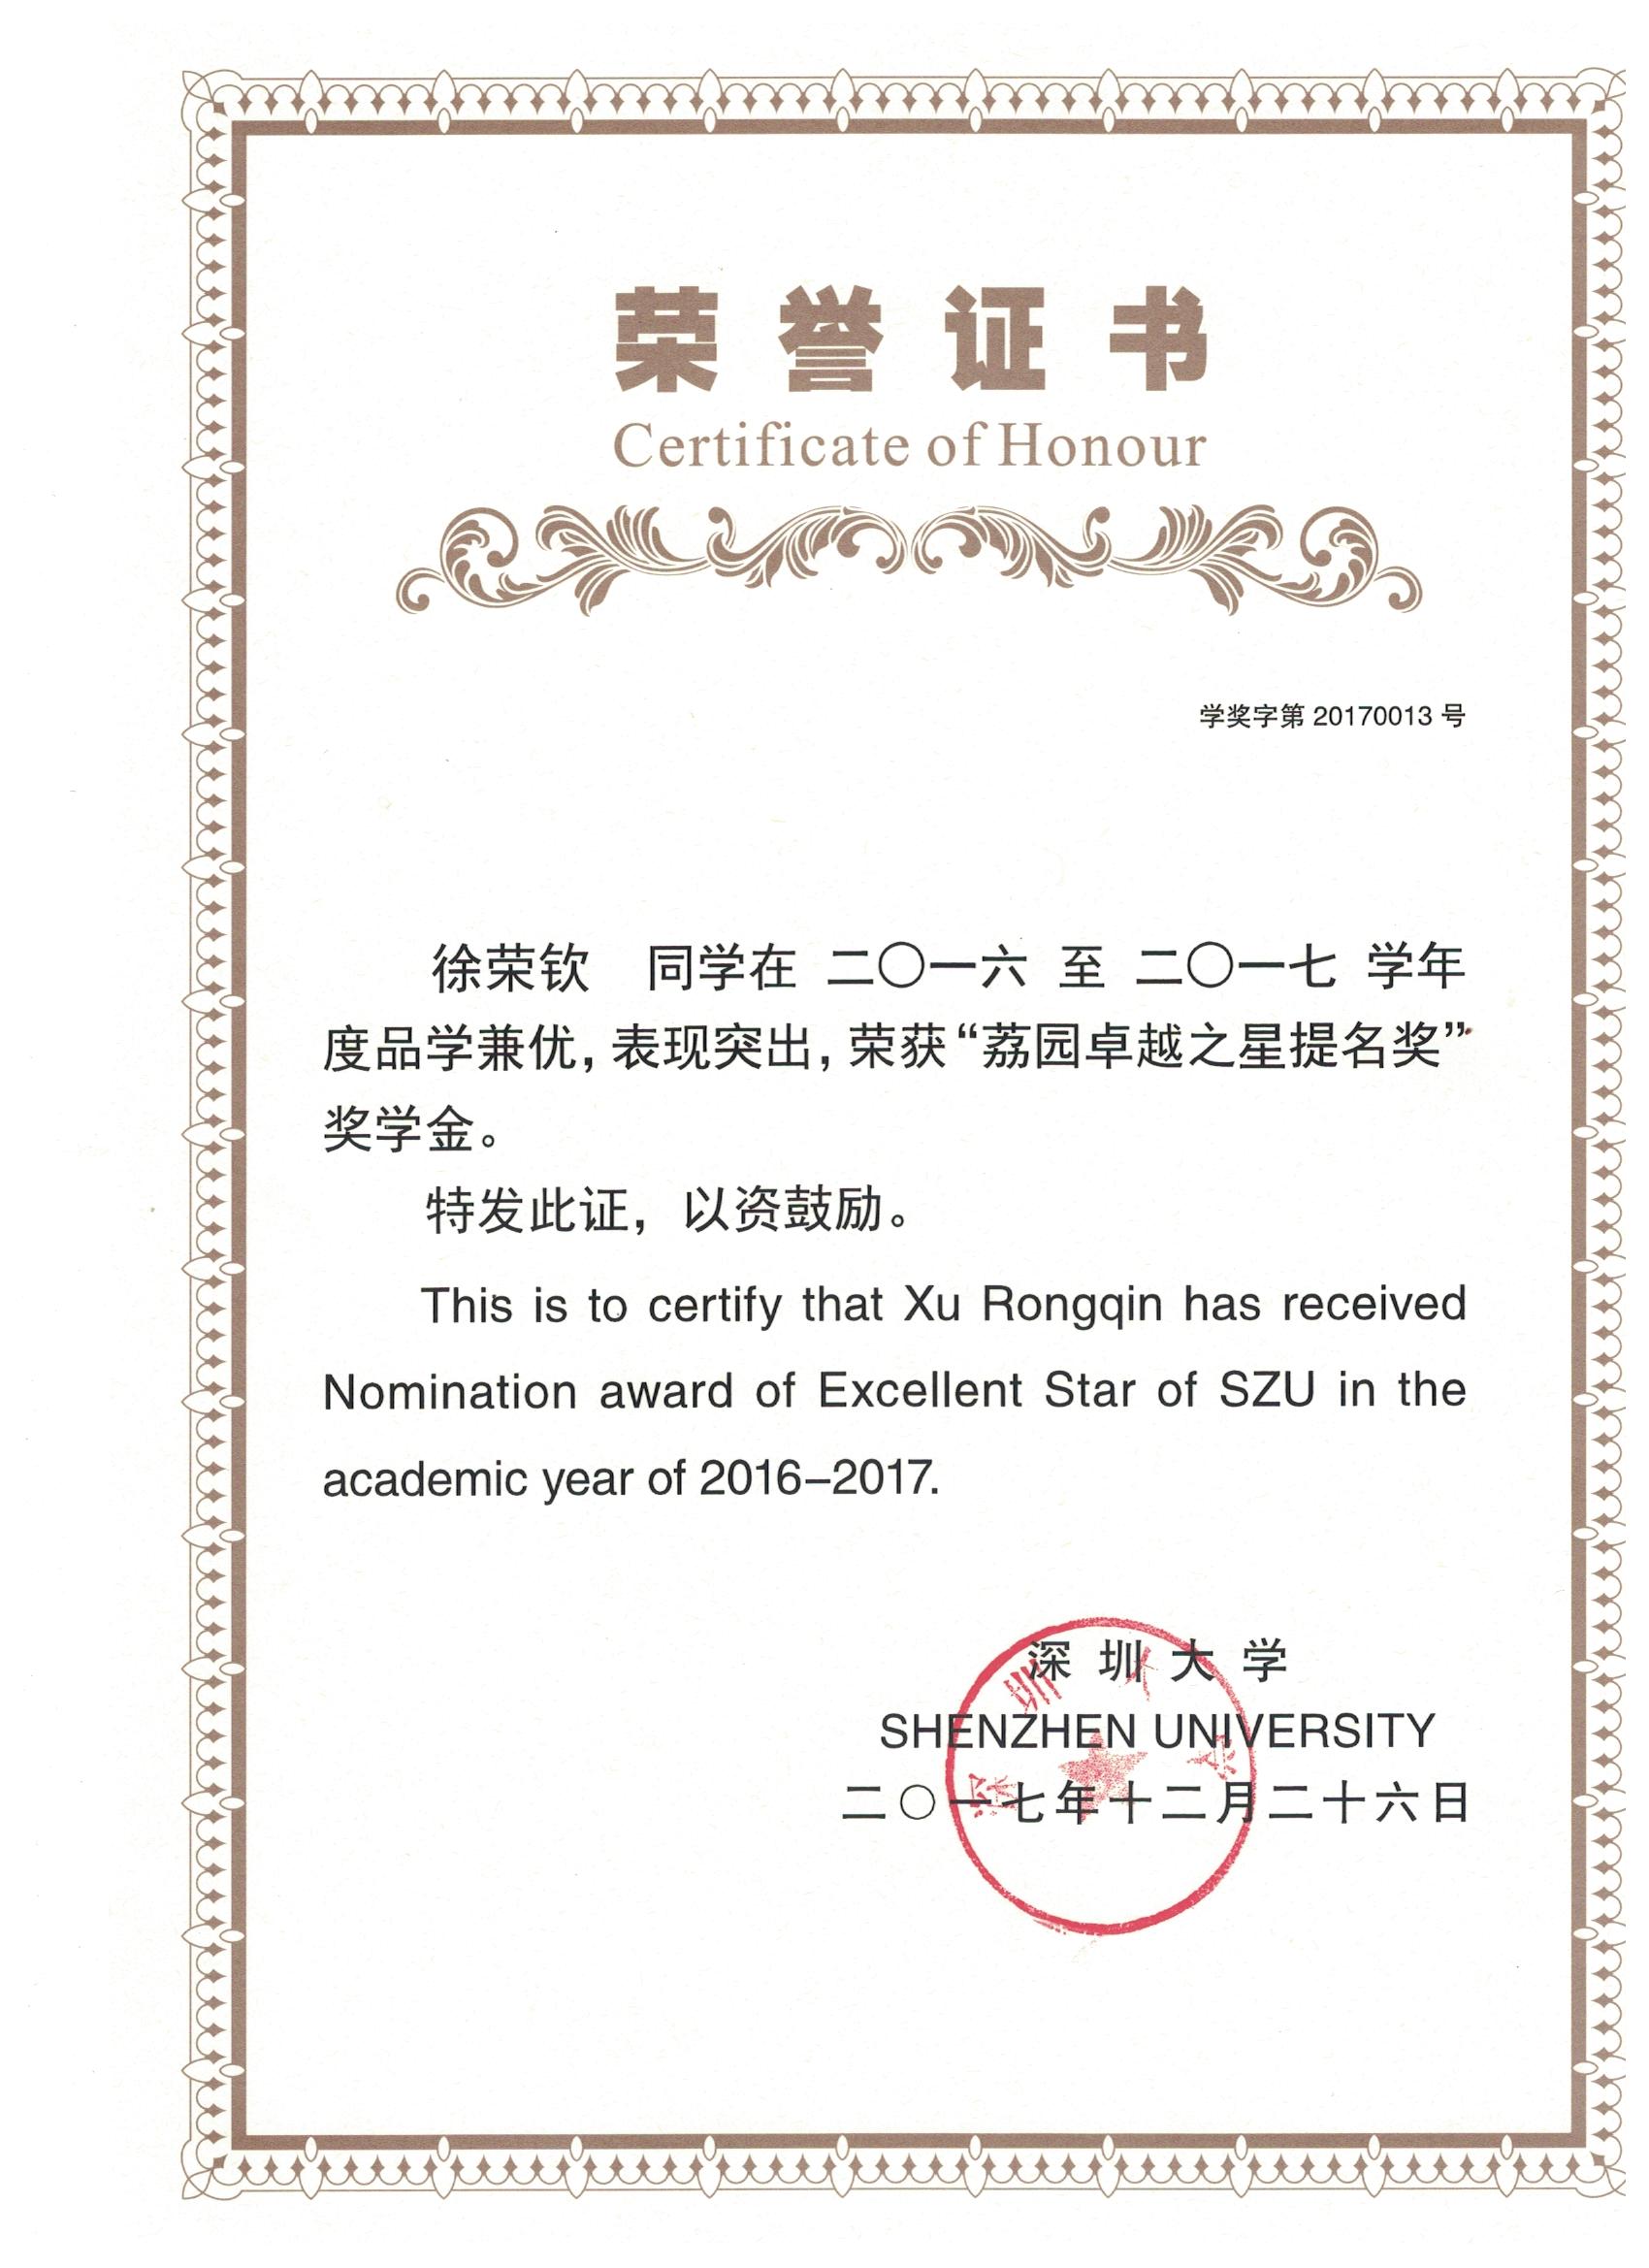 荣誉证书
Certificate of Honour
学奖字第 20170013 号
徐荣钦 同学在 二〇一六 至 二〇一七 学年
度品学兼优，表现突出，荣获“荔园卓越之星提名奖”
奖学金。
特发此证，以资鼓励。
This is to certify that Xu Rongqin has received
Nomination award of Excellent Star of SZU in the
academic year of 2016–2017.
深圳大学
SHENZHEN UNIVERSITY
二〇一七年十二月二十六日